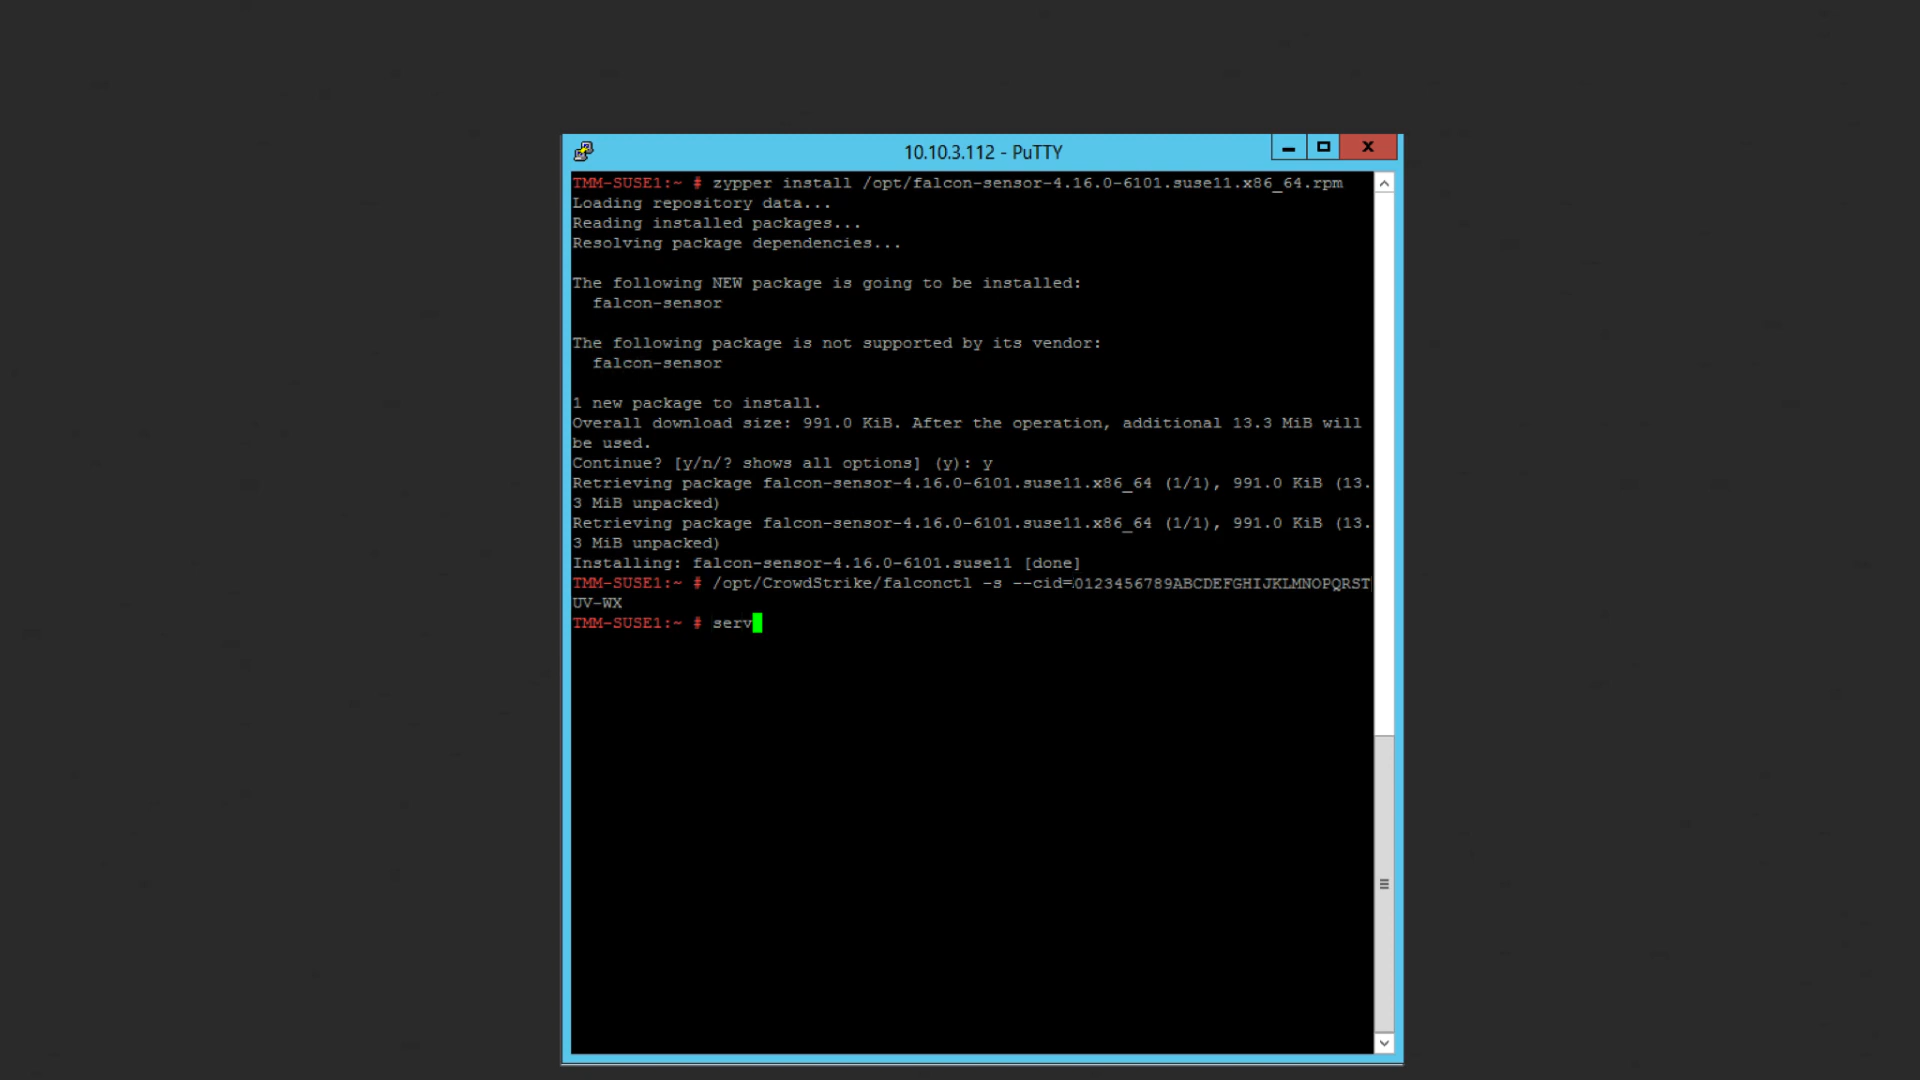 10.10.3.112 - PuTTY
TMM-SUSE1:~ # zypper install /opt/falcon-sensor-4.16.0-6101.suse11.x86_64.rpm
Loading repository data...
Reading installed packages...
Resolving package dependencies...
The following NEW package is going to be installed:
falcon-sensor
The following package is not supported by its vendor:
falcon-sensor
1 new package to install.
Overall download size: 991.0 KiB. After the operation, additional 13.3 MiB will
be used.
Continue? [y/n/? shows all options] (y): y
Retrieving package falcon-sensor-4.16.0-6101.suse11.x86_64 (1/1), 991.0 KiB (13.
3 MiB unpacked)
Retrieving package falcon-sensor-4.16.0-6101.suse11.x86_64 (1/1), 991.0 KiB (13.
3 MiB unpacked)
Installing: falcon-sensor-4.16.0-6101.suse11 [done]
TMM-SUSE1:~ # /opt/CrowdStrike/falconctl -s --cid=0123456789ABCDEFGHIJKLMNOPQRST
UV-WX
TMM-SUSE1:~ # serv